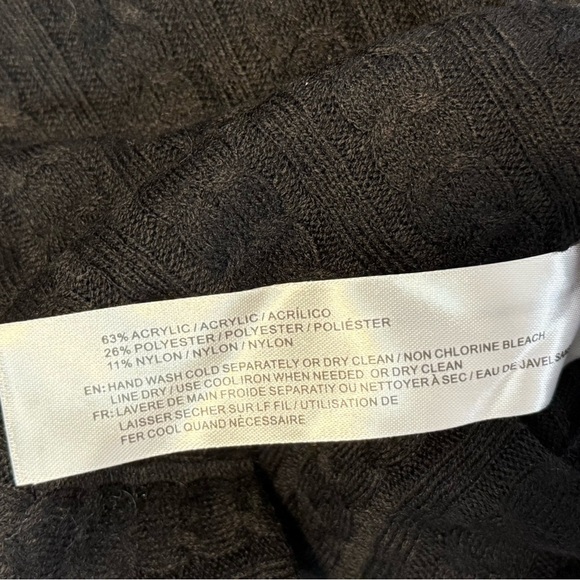 63% ACRYLIC / ACRYLIC / ACRÍLICO
26% POLYESTER / POLYESTER / POLIÉSTER
11% NYLON / NYLON / NYLON
EN: HAND WASH COLD SEPARATELY OR DRY CLEAN / NON CHLORINE BLEACH
LINE DRY / USE COOL IRON WHEN NEEDED OR DRY CLEAN
FR: LAVERE DE MAIN FROIDE SEPARATIV OU NETTOYER À SEC / EAU DE JAVEL
LAISSER SECHER SUR LF FIL / UTILISATION DE
FER COOL QUAND NÈCESSAIRE